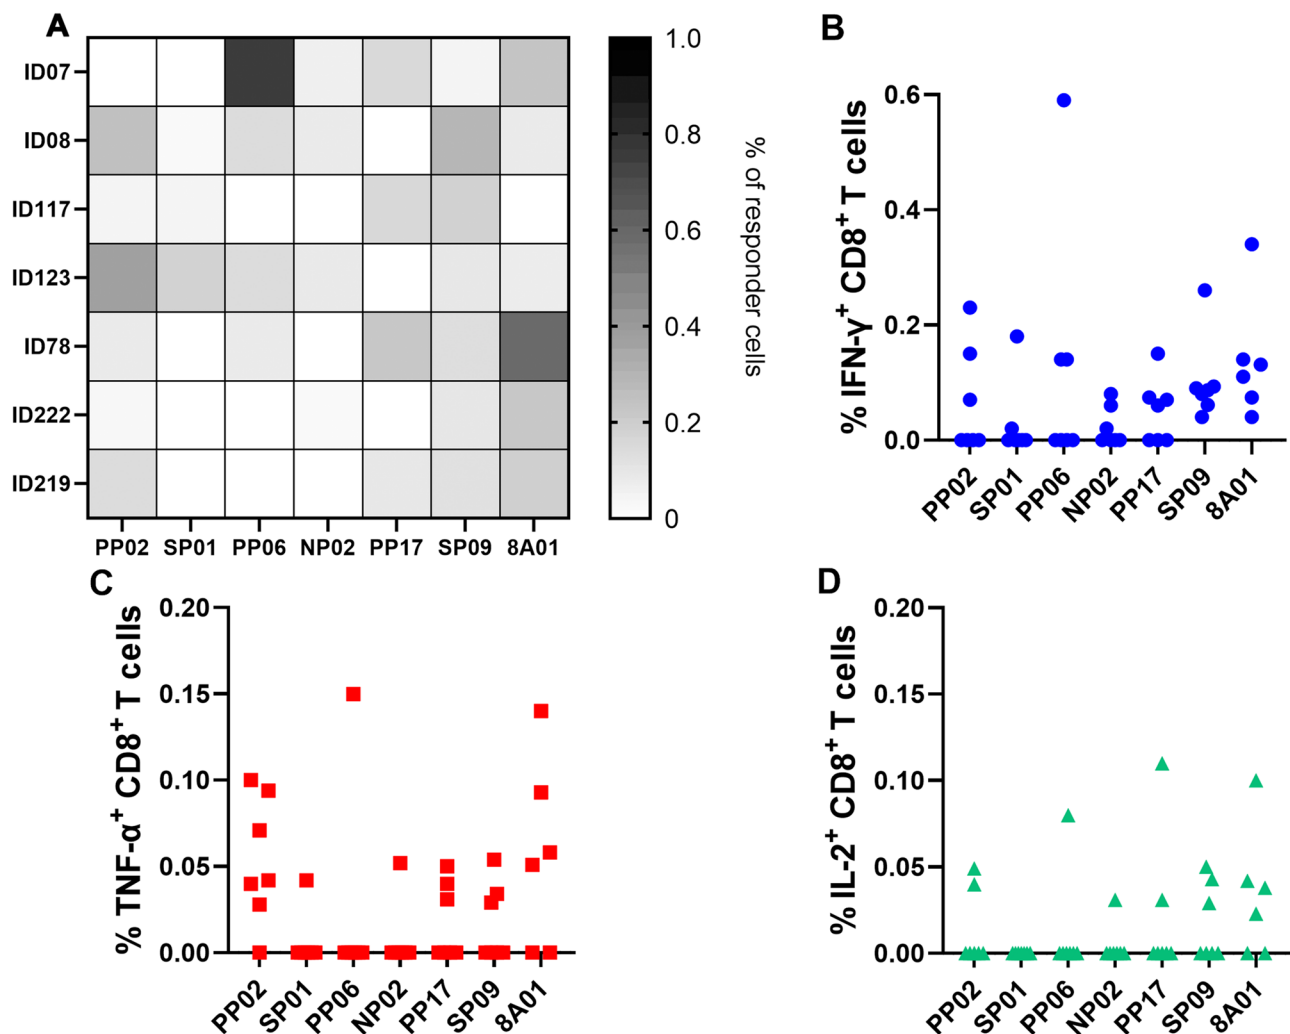 A
ID07
ID08
ID117
ID123
ID78
ID222
ID219
PP02 SP01 PP06 NP02 PP17 SP09 8A01
1.0
0.8
0.6
0.4
0.2
0
% of responder cells
B
% IFN-γ⁺ CD8⁺ T cells
0.6
0.4
0.2
0.0
PP02 SP01 PP06 NP02 PP17 SP09 8A01
C
% TNF-α⁺ CD8⁺ T cells
0.20
0.15
0.10
0.05
0.00
PP02 SP01 PP06 NP02 PP17 SP09 8A01
D
% IL-2⁺ CD8⁺ T cells
0.20
0.15
0.10
0.05
0.00
PP02 SP01 PP06 NP02 PP17 SP09 8A01